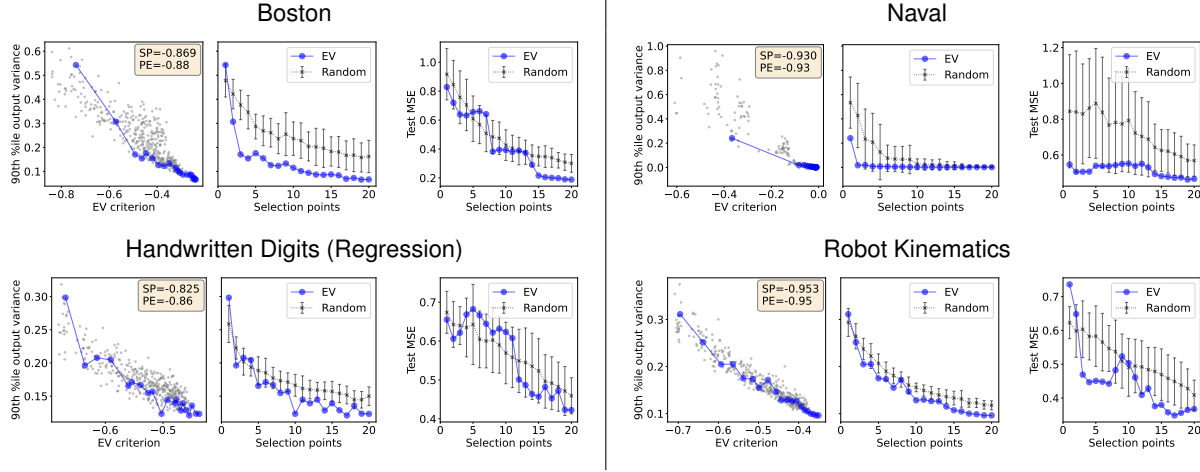 Boston
90th %ile output variance
0.6
0.5
0.4
0.3
0.2
0.1
−0.8 −0.6 −0.4
EV criterion
SP=-0.869
PE=-0.88
EV
Random
0 5 10 15 20
Selection points
Test MSE
1.0
0.8
0.6
0.4
0.2
EV
Random
0 5 10 15 20
Selection points
Naval
90th %ile output variance
1.0
0.8
0.6
0.4
0.2
0.0
−0.6 −0.4 −0.2 0.0
EV criterion
SP=-0.930
PE=-0.93
EV
Random
0 5 10 15 20
Selection points
Test MSE
1.2
1.0
0.8
0.6
EV
Random
0 5 10 15 20
Selection points
Handwritten Digits (Regression)
90th %ile output variance
0.30
0.25
0.20
0.15
−0.6 −0.5
EV criterion
SP=-0.825
PE=-0.86
EV
Random
0 5 10 15 20
Selection points
Test MSE
0.7
0.6
0.5
0.4
EV
Random
0 5 10 15 20
Selection points
Robot Kinematics
90th %ile output variance
0.3
0.2
0.1
−0.7 −0.6 −0.5 −0.4
EV criterion
SP=-0.953
PE=-0.95
EV
Random
0 5 10 15 20
Selection points
Test MSE
0.7
0.6
0.5
0.4
EV
Random
0 5 10 15 20
Selection points